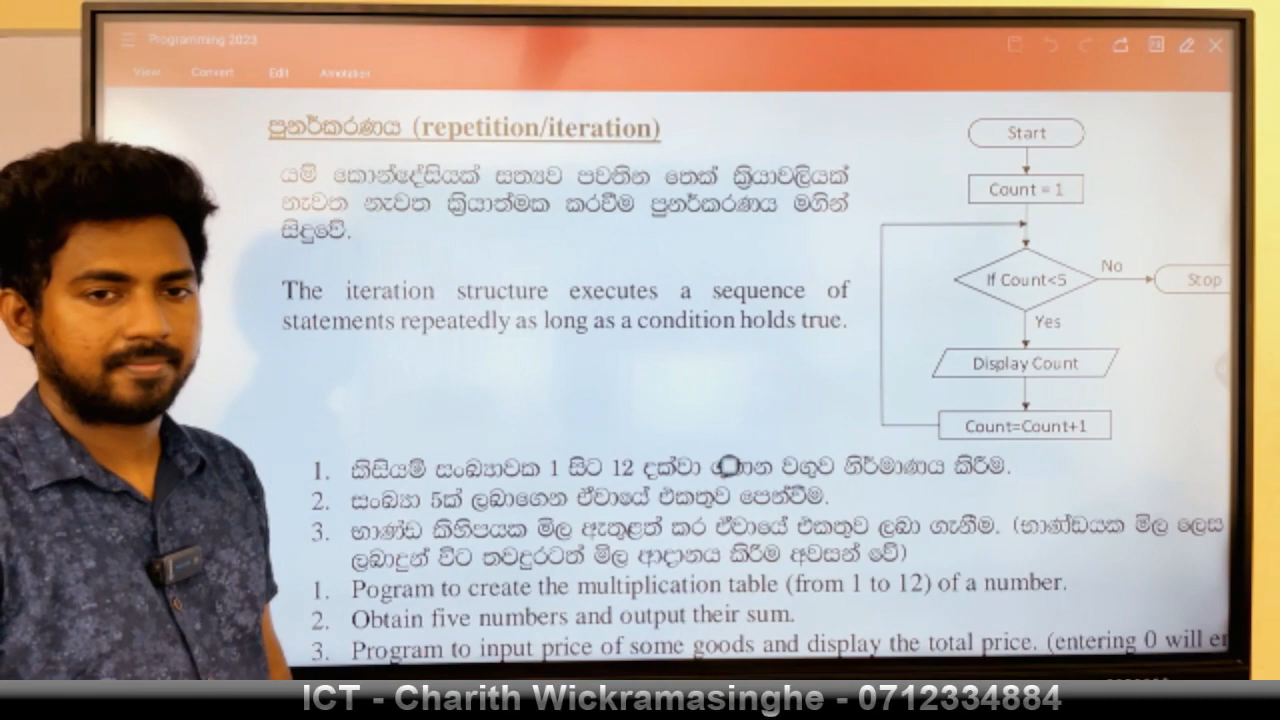 Programming 2023
View Convert Edit Annotation
පුනර්කරණය (repetition/iteration)
යම් කොන්දේසියක් සත්‍යව පවතින තෙක් ක්‍රියාවලියක්
නැවත නැවත ක්‍රියාත්මක කරවීම පුනර්කරණය මගින්
සිදුවේ.
The iteration structure executes a sequence of
statements repeatedly as long as a condition holds true.
Start
Count = 1
If Count<5
No
Stop
Yes
Display Count
Count=Count+1
1. කිසියම් සංඛ්‍යාවක 1 සිට 12 දක්වා ගුණන වගුව නිර්මාණය කිරීම.
2. සංඛ්‍යා 5ක් ලබාගෙන ඒවායේ එකතුව පෙන්වීම.
3. භාණ්ඩ කිහිපයක මිල ඇතුළත් කර ඒවායේ එකතුව ලබා ගැනීම. (භාණ්ඩයක මිල ලෙස
ලබාදුන් විට තවදුරටත් මිල ආදානය කිරීම අවසන් වේ)
1. Pogram to create the multiplication table (from 1 to 12) of a number.
2. Obtain five numbers and output their sum.
3. Program to input price of some goods and display the total price. (entering 0 will
ICT - Charith Wickramasinghe - 0712334884